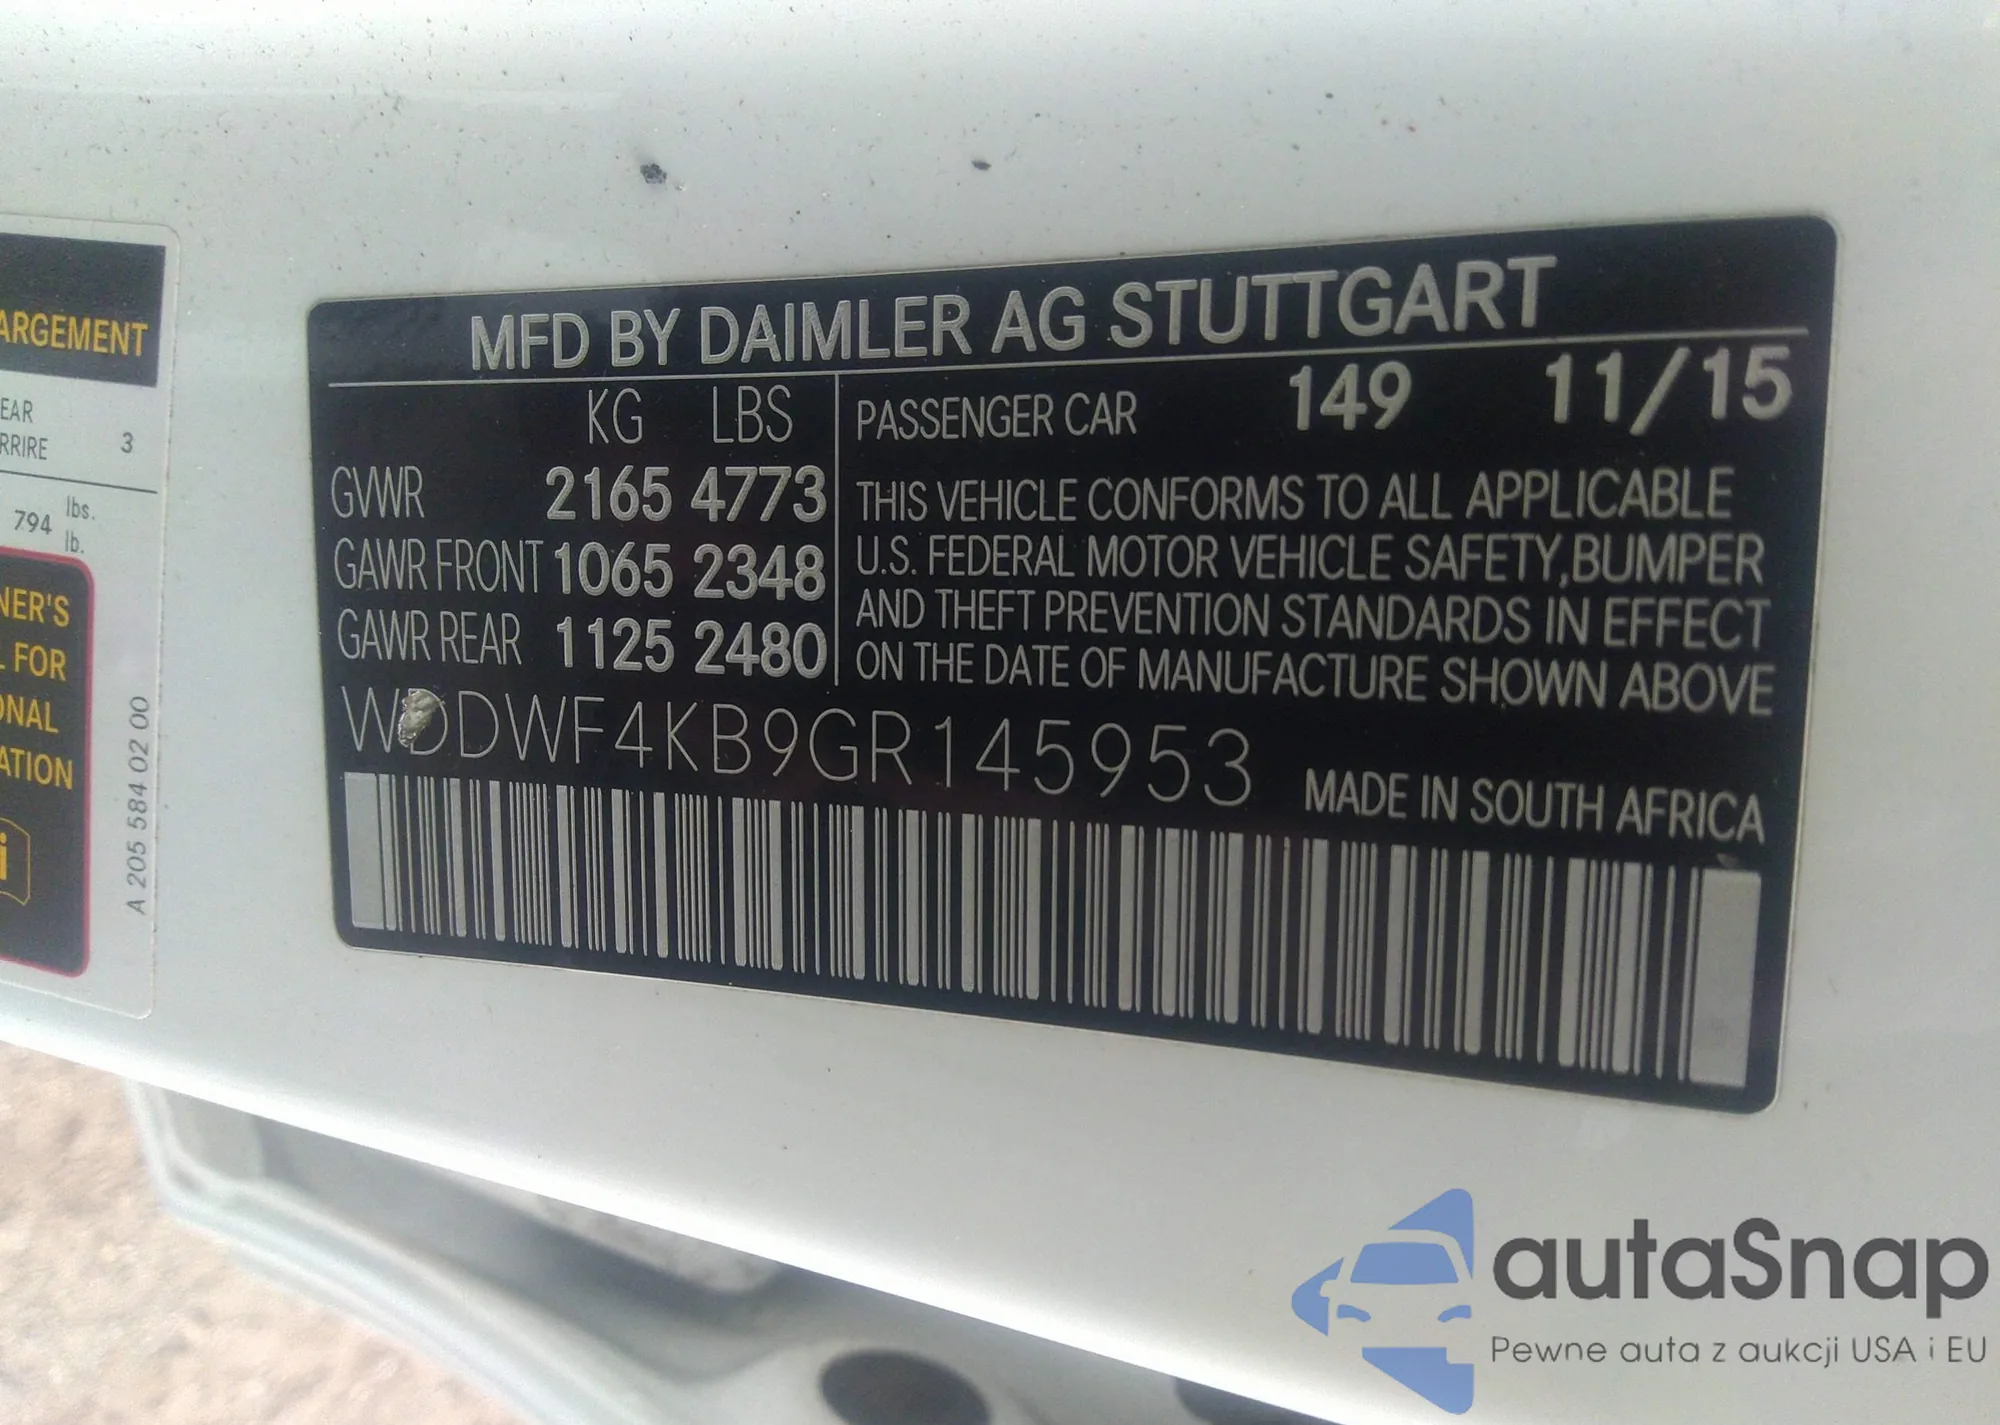 ARGEMENT
EAR
RRIRE 3
794 lbs.
lb.
NER'S
L FOR
ONAL
ATION
i
A 205 584 02 00
MFD BY DAIMLER AG STUTTGART
KG LBS
GVWR 2165 4773
GAWR FRONT 1065 2348
GAWR REAR 1125 2480
PASSENGER CAR 149 11/15
THIS VEHICLE CONFORMS TO ALL APPLICABLE
U.S. FEDERAL MOTOR VEHICLE SAFETY,BUMPER
AND THEFT PREVENTION STANDARDS IN EFFECT
ON THE DATE OF MANUFACTURE SHOWN ABOVE
WDDWF4KB9GR145953
MADE IN SOUTH AFRICA
autaSnap
Pewne auta z aukcji USA i EU